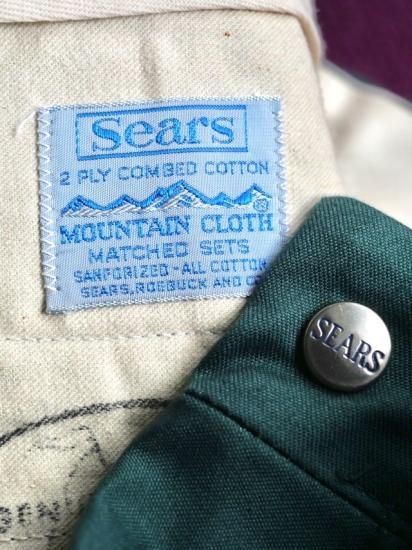 Sears
2 PLY COMBED COTTON
®
MOUNTAIN CLOTH
MATCHED SETS
SANFORIZED-ALL COTTON
SEARS, ROEBUCK AND CO.
SEARS